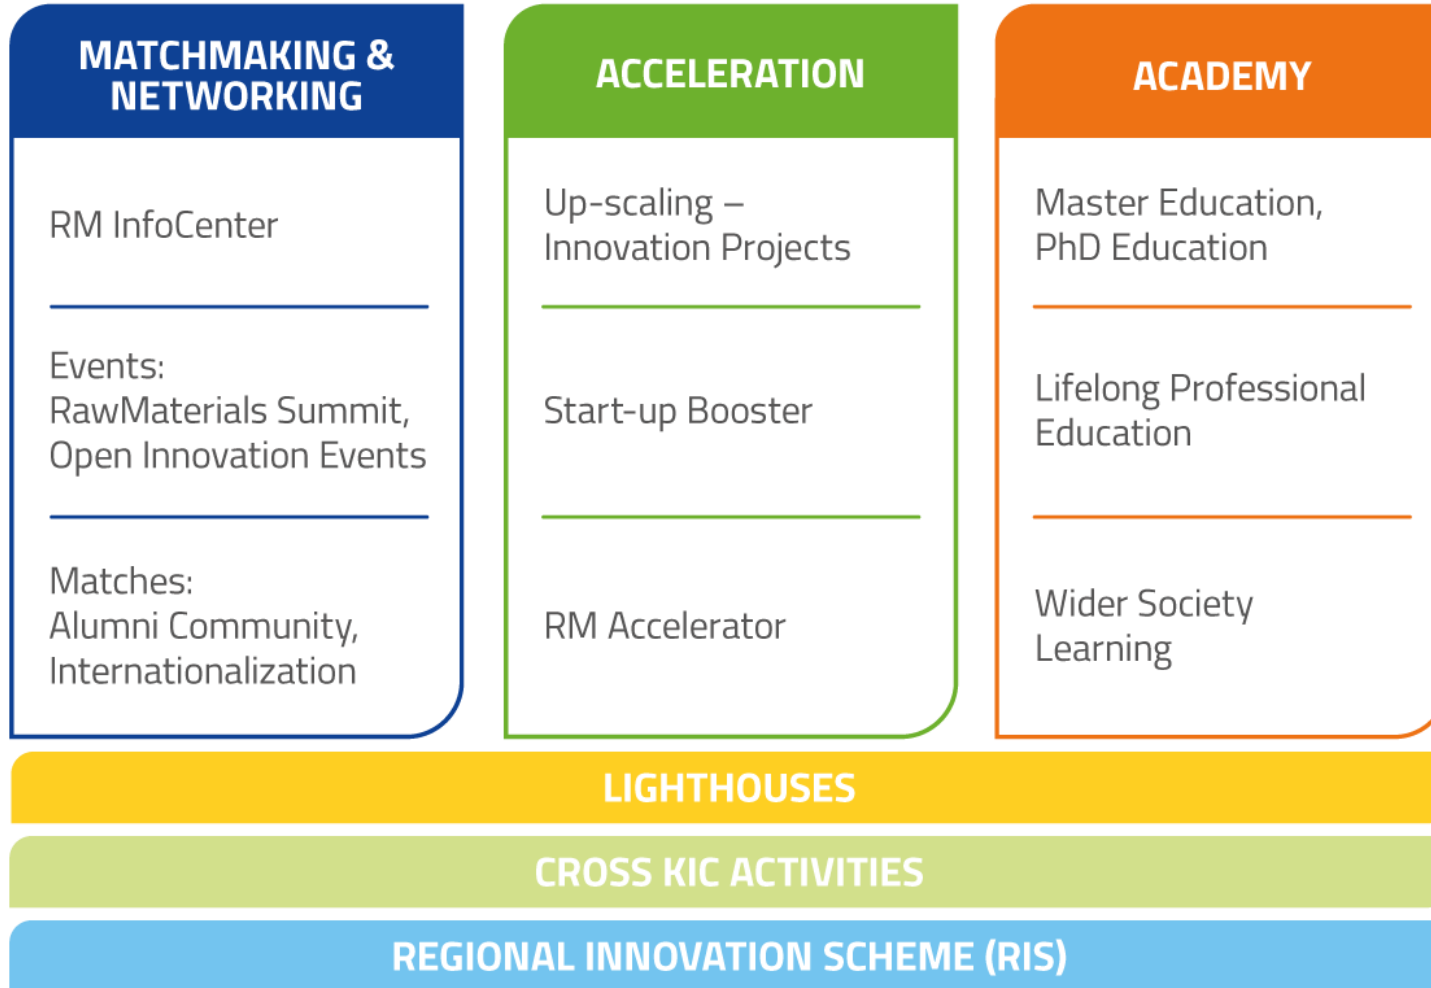 MATCHMAKING &
NETWORKING
RM InfoCenter
Events:
RawMaterials Summit,
Open Innovation Events
Matches:
Alumni Community,
Internationalization
ACCELERATION
Up-scaling –
Innovation Projects
Start-up Booster
RM Accelerator
ACADEMY
Master Education,
PhD Education
Lifelong Professional
Education
Wider Society
Learning
LIGHTHOUSES
CROSS KIC ACTIVITIES
REGIONAL INNOVATION SCHEME (RIS)